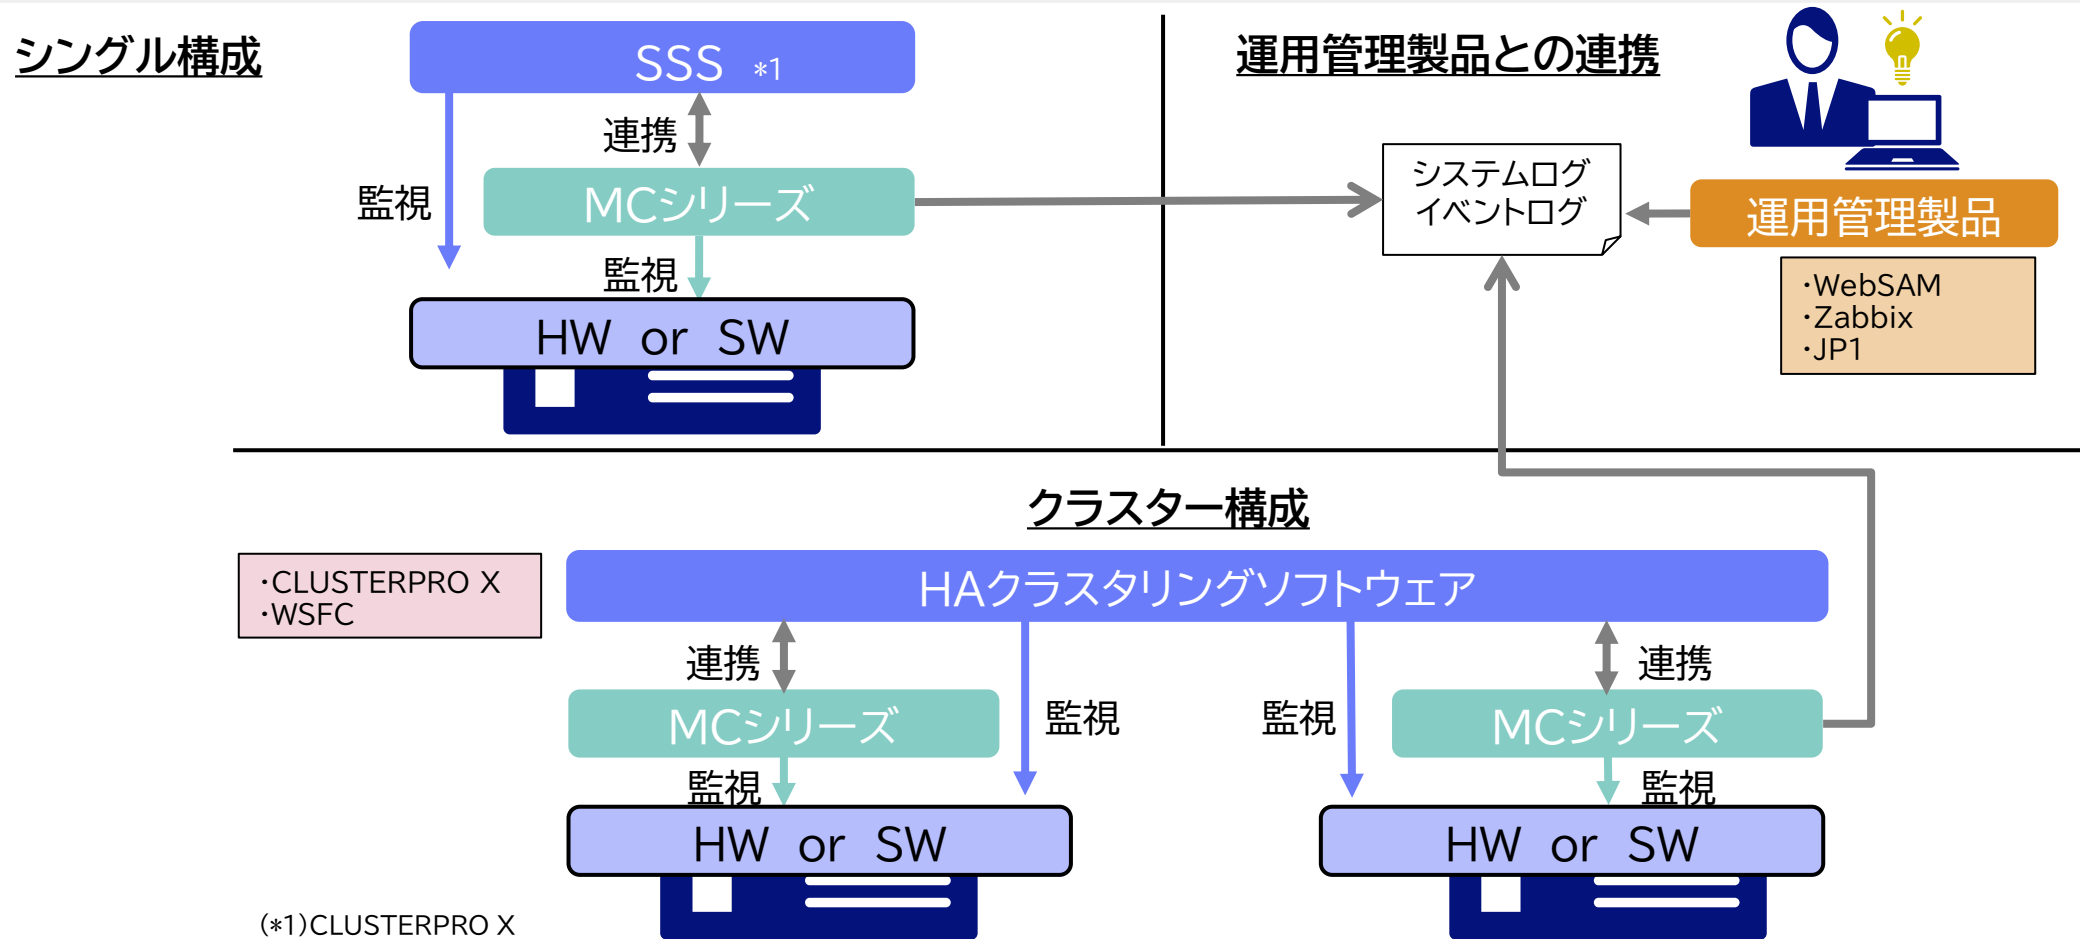 シングル構成
SSS *1
連携
監視
MCシリーズ
監視
HW or SW
運用管理製品との連携
システムログ
イベントログ
運用管理製品
・WebSAM
・Zabbix
・JP1
クラスター構成
・CLUSTERPRO X
・WSFC
HAクラスタリングソフトウェア
連携
連携
MCシリーズ
監視
監視
MCシリーズ
監視
監視
HW or SW
HW or SW
(*1)CLUSTERPRO X